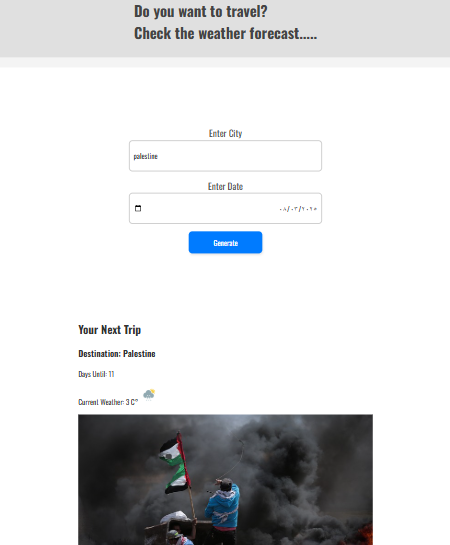 Do you want to travel?
Check the weather forecast.....
Enter City
palestine
Enter Date
٠٨/٠٣/٢٠٢٥
Generate
Your Next Trip
Destination: Palestine
Days Until: 11
Current Weather: 3 C°